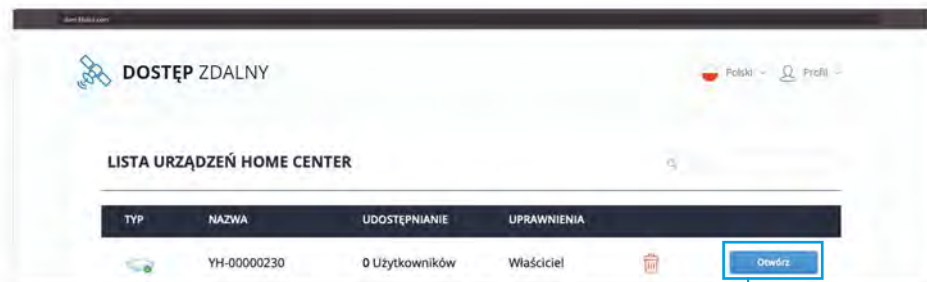 DOSTĘP ZDALNY
Polski Profil
LISTA URZĄDZEŃ HOME CENTER
TYP NAZWA UDOSTĘPNIANIE UPRAWNIENIA
YH-00000230 0 Użytkowników Właściciel Otwórz